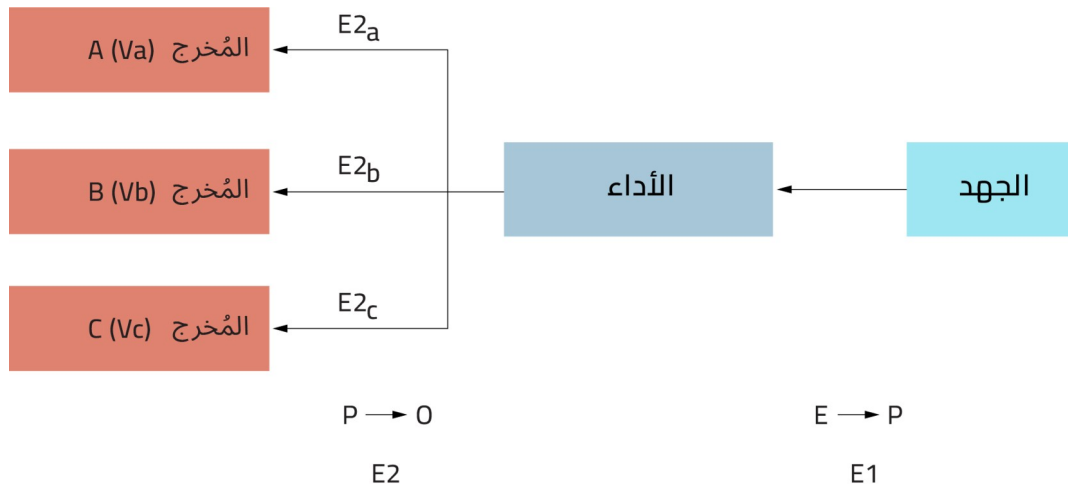 الجهد
الأداء
E2a
المُخرج A (Va)
E2b
المُخرج B (Vb)
E2c
المُخرج C (Vc)
E → P
E1
P → O
E2